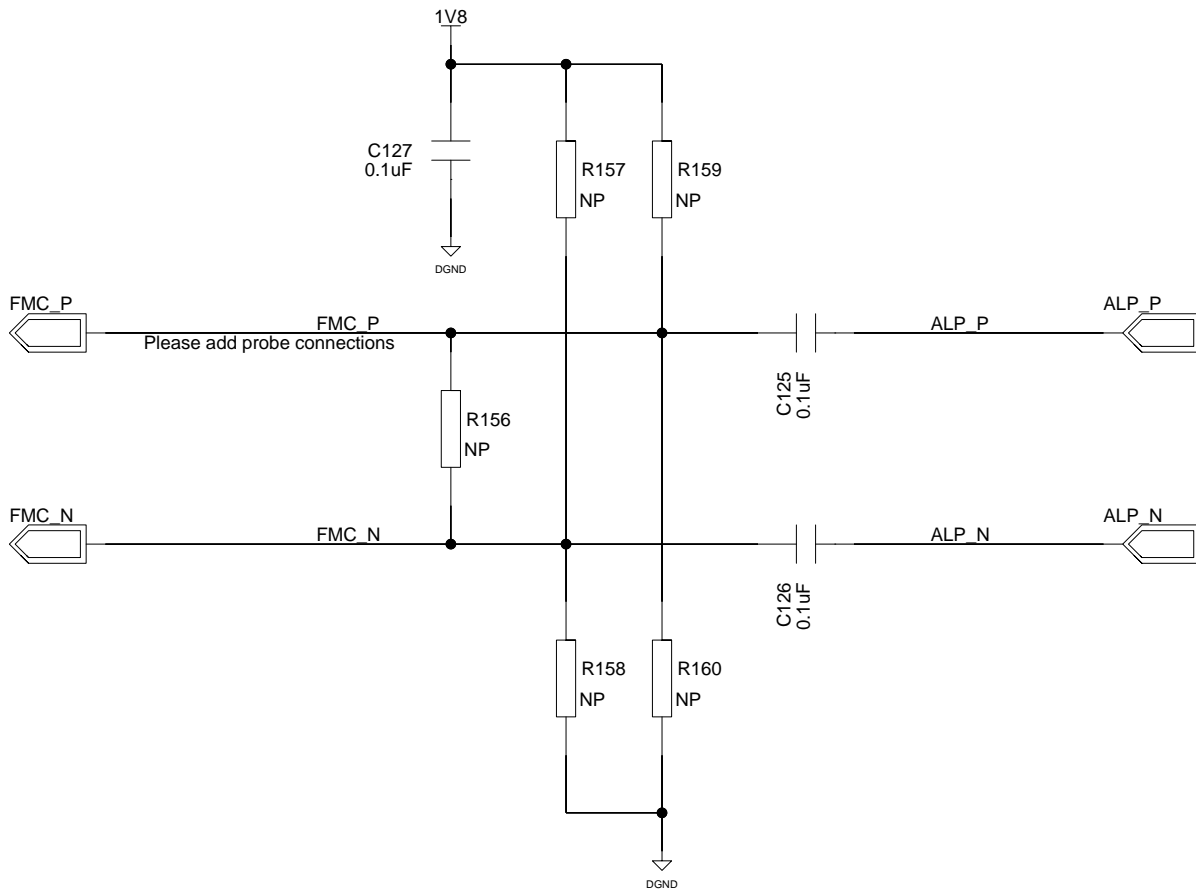 1V8
C127
0.1uF
R157
NP
R159
NP
DGND
FMC_P
FMC_P
Please add probe connections
ALP_P
ALP_P
C125
0.1uF
R156
NP
FMC_N
FMC_N
ALP_N
ALP_N
C126
0.1uF
R158
NP
R160
NP
DGND